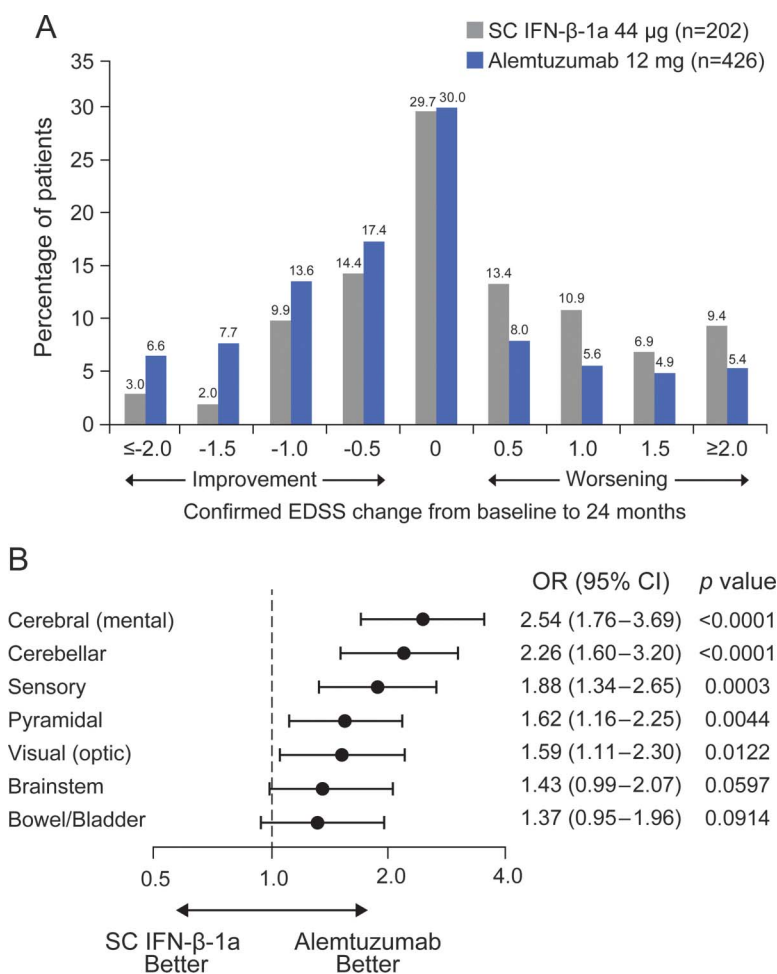 A
SC IFN-β-1a 44 µg (n=202)
Alemtuzumab 12 mg (n=426)
Percentage of patients
35
30
25
20
15
10
5
0
3.0 6.6 2.0 7.7 9.9 13.6 14.4 17.4 29.7 30.0 13.4 8.0 10.9 5.6 6.9 4.9 9.4 5.4
≤-2.0 -1.5 -1.0 -0.5 0 0.5 1.0 1.5 ≥2.0
Improvement Worsening
Confirmed EDSS change from baseline to 24 months
B
OR (95% CI) p value
Cerebral (mental) 2.54 (1.76–3.69) <0.0001
Cerebellar 2.26 (1.60–3.20) <0.0001
Sensory 1.88 (1.34–2.65) 0.0003
Pyramidal 1.62 (1.16–2.25) 0.0044
Visual (optic) 1.59 (1.11–2.30) 0.0122
Brainstem 1.43 (0.99–2.07) 0.0597
Bowel/Bladder 1.37 (0.95–1.96) 0.0914
0.5 1.0 2.0 4.0
SC IFN-β-1a Alemtuzumab
Better Better